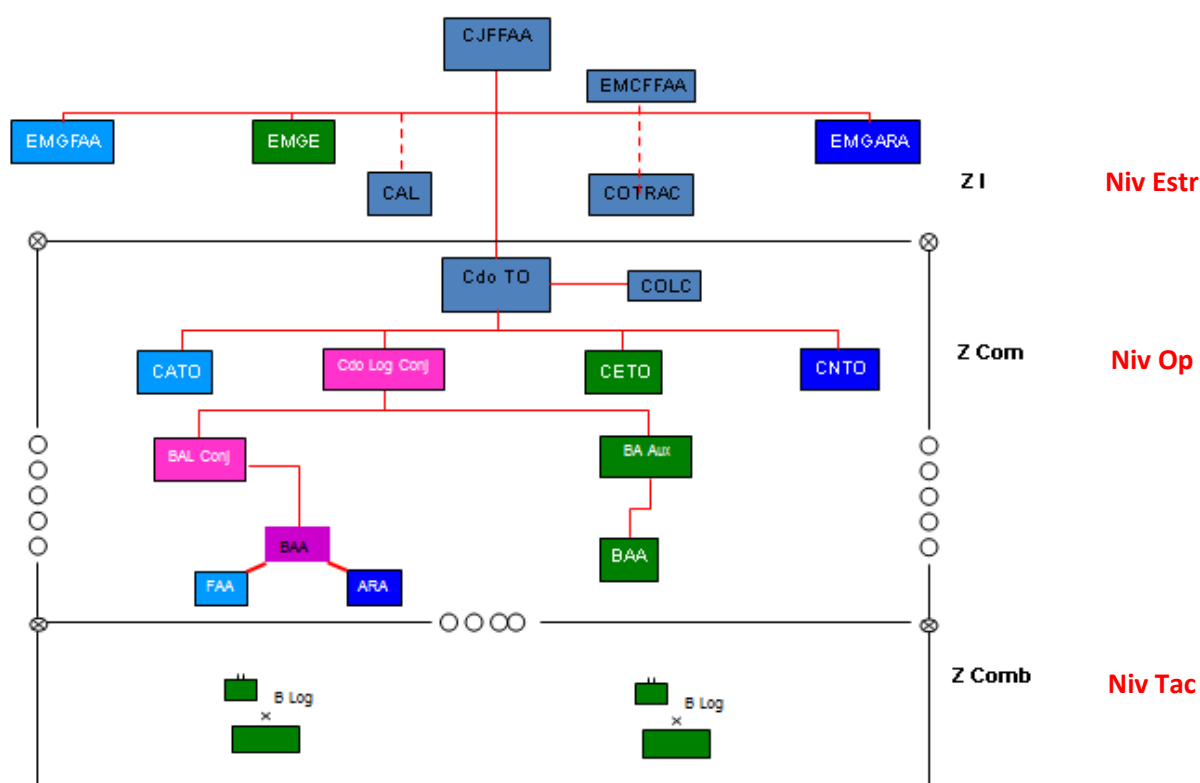 CJFFAA
EMCFFAA
EMGFAA
EMGE
EMGARA
CAL
COTRAC
Z I
Niv Estr
Cdo TO
COLC
CATO
Cdo Log Conj
CETO
CNTO
Z Com
Niv Op
BAL Conj
BA Aux
BAA
BAA
FAA
ARA
Z Comb
Niv Tac
B Log
B Log